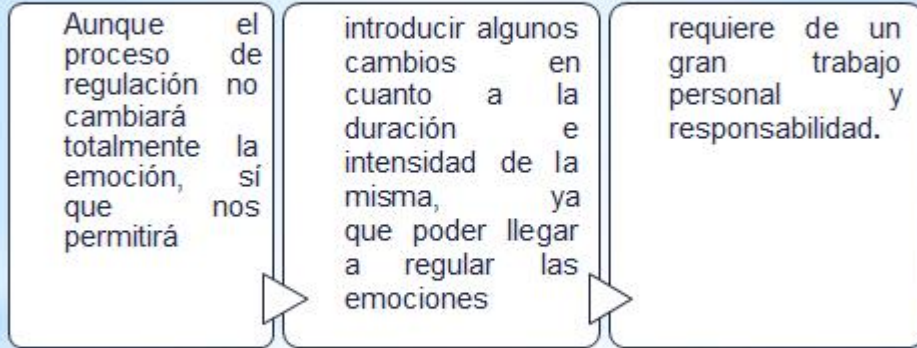 Aunque el
proceso de
regulación no
cambiará
totalmente la
emoción, sí
que nos
permitirá
introducir algunos
cambios en
cuanto a la
duración e
intensidad de la
misma, ya
que poder llegar
a regular las
emociones
requiere de un
gran trabajo
personal y
responsabilidad.